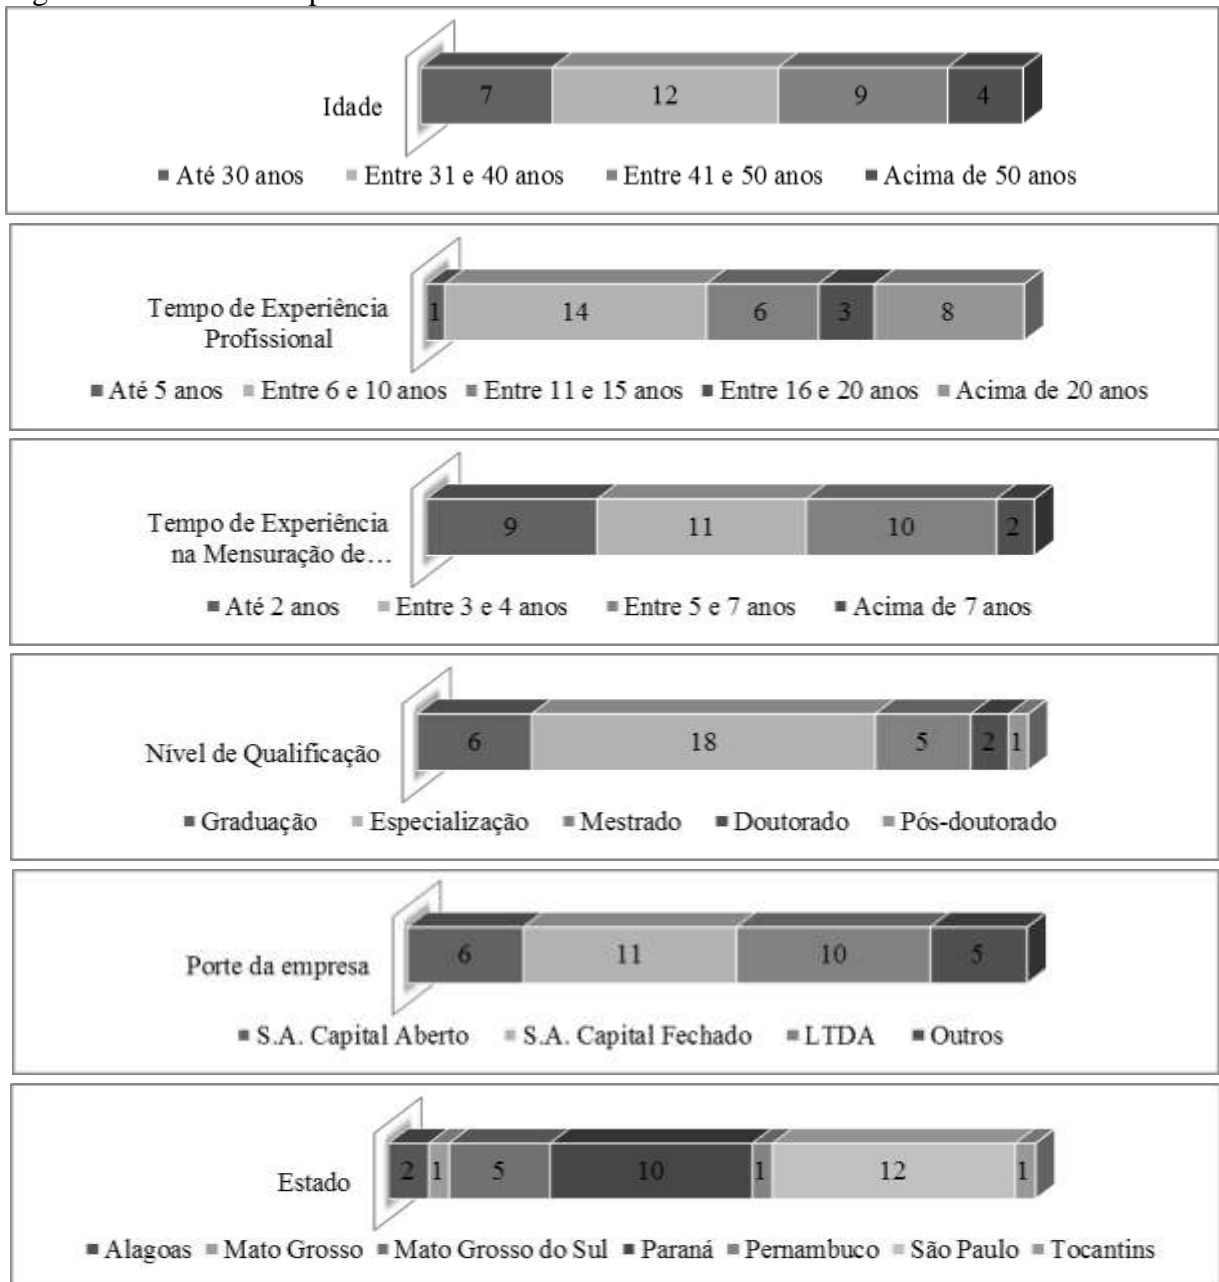 7 12 9 4
Idade
Até 30 anos Entre 31 e 40 anos Entre 41 e 50 anos Acima de 50 anos
1 14 6 3 8
Tempo de Experiência
Profissional
Até 5 anos Entre 6 e 10 anos Entre 11 e 15 anos Entre 16 e 20 anos Acima de 20 anos
9 11 10 2
Tempo de Experiência
na Mensuração de…
Até 2 anos Entre 3 e 4 anos Entre 5 e 7 anos Acima de 7 anos
6 18 5 2 1
Nível de Qualificação
Graduação Especialização Mestrado Doutorado Pós-doutorado
6 11 10 5
Porte da empresa
S.A. Capital Aberto S.A. Capital Fechado LTDA Outros
2 1 5 10 1 12 1
Estado
Alagoas Mato Grosso Mato Grosso do Sul Paraná Pernambuco São Paulo Tocantins